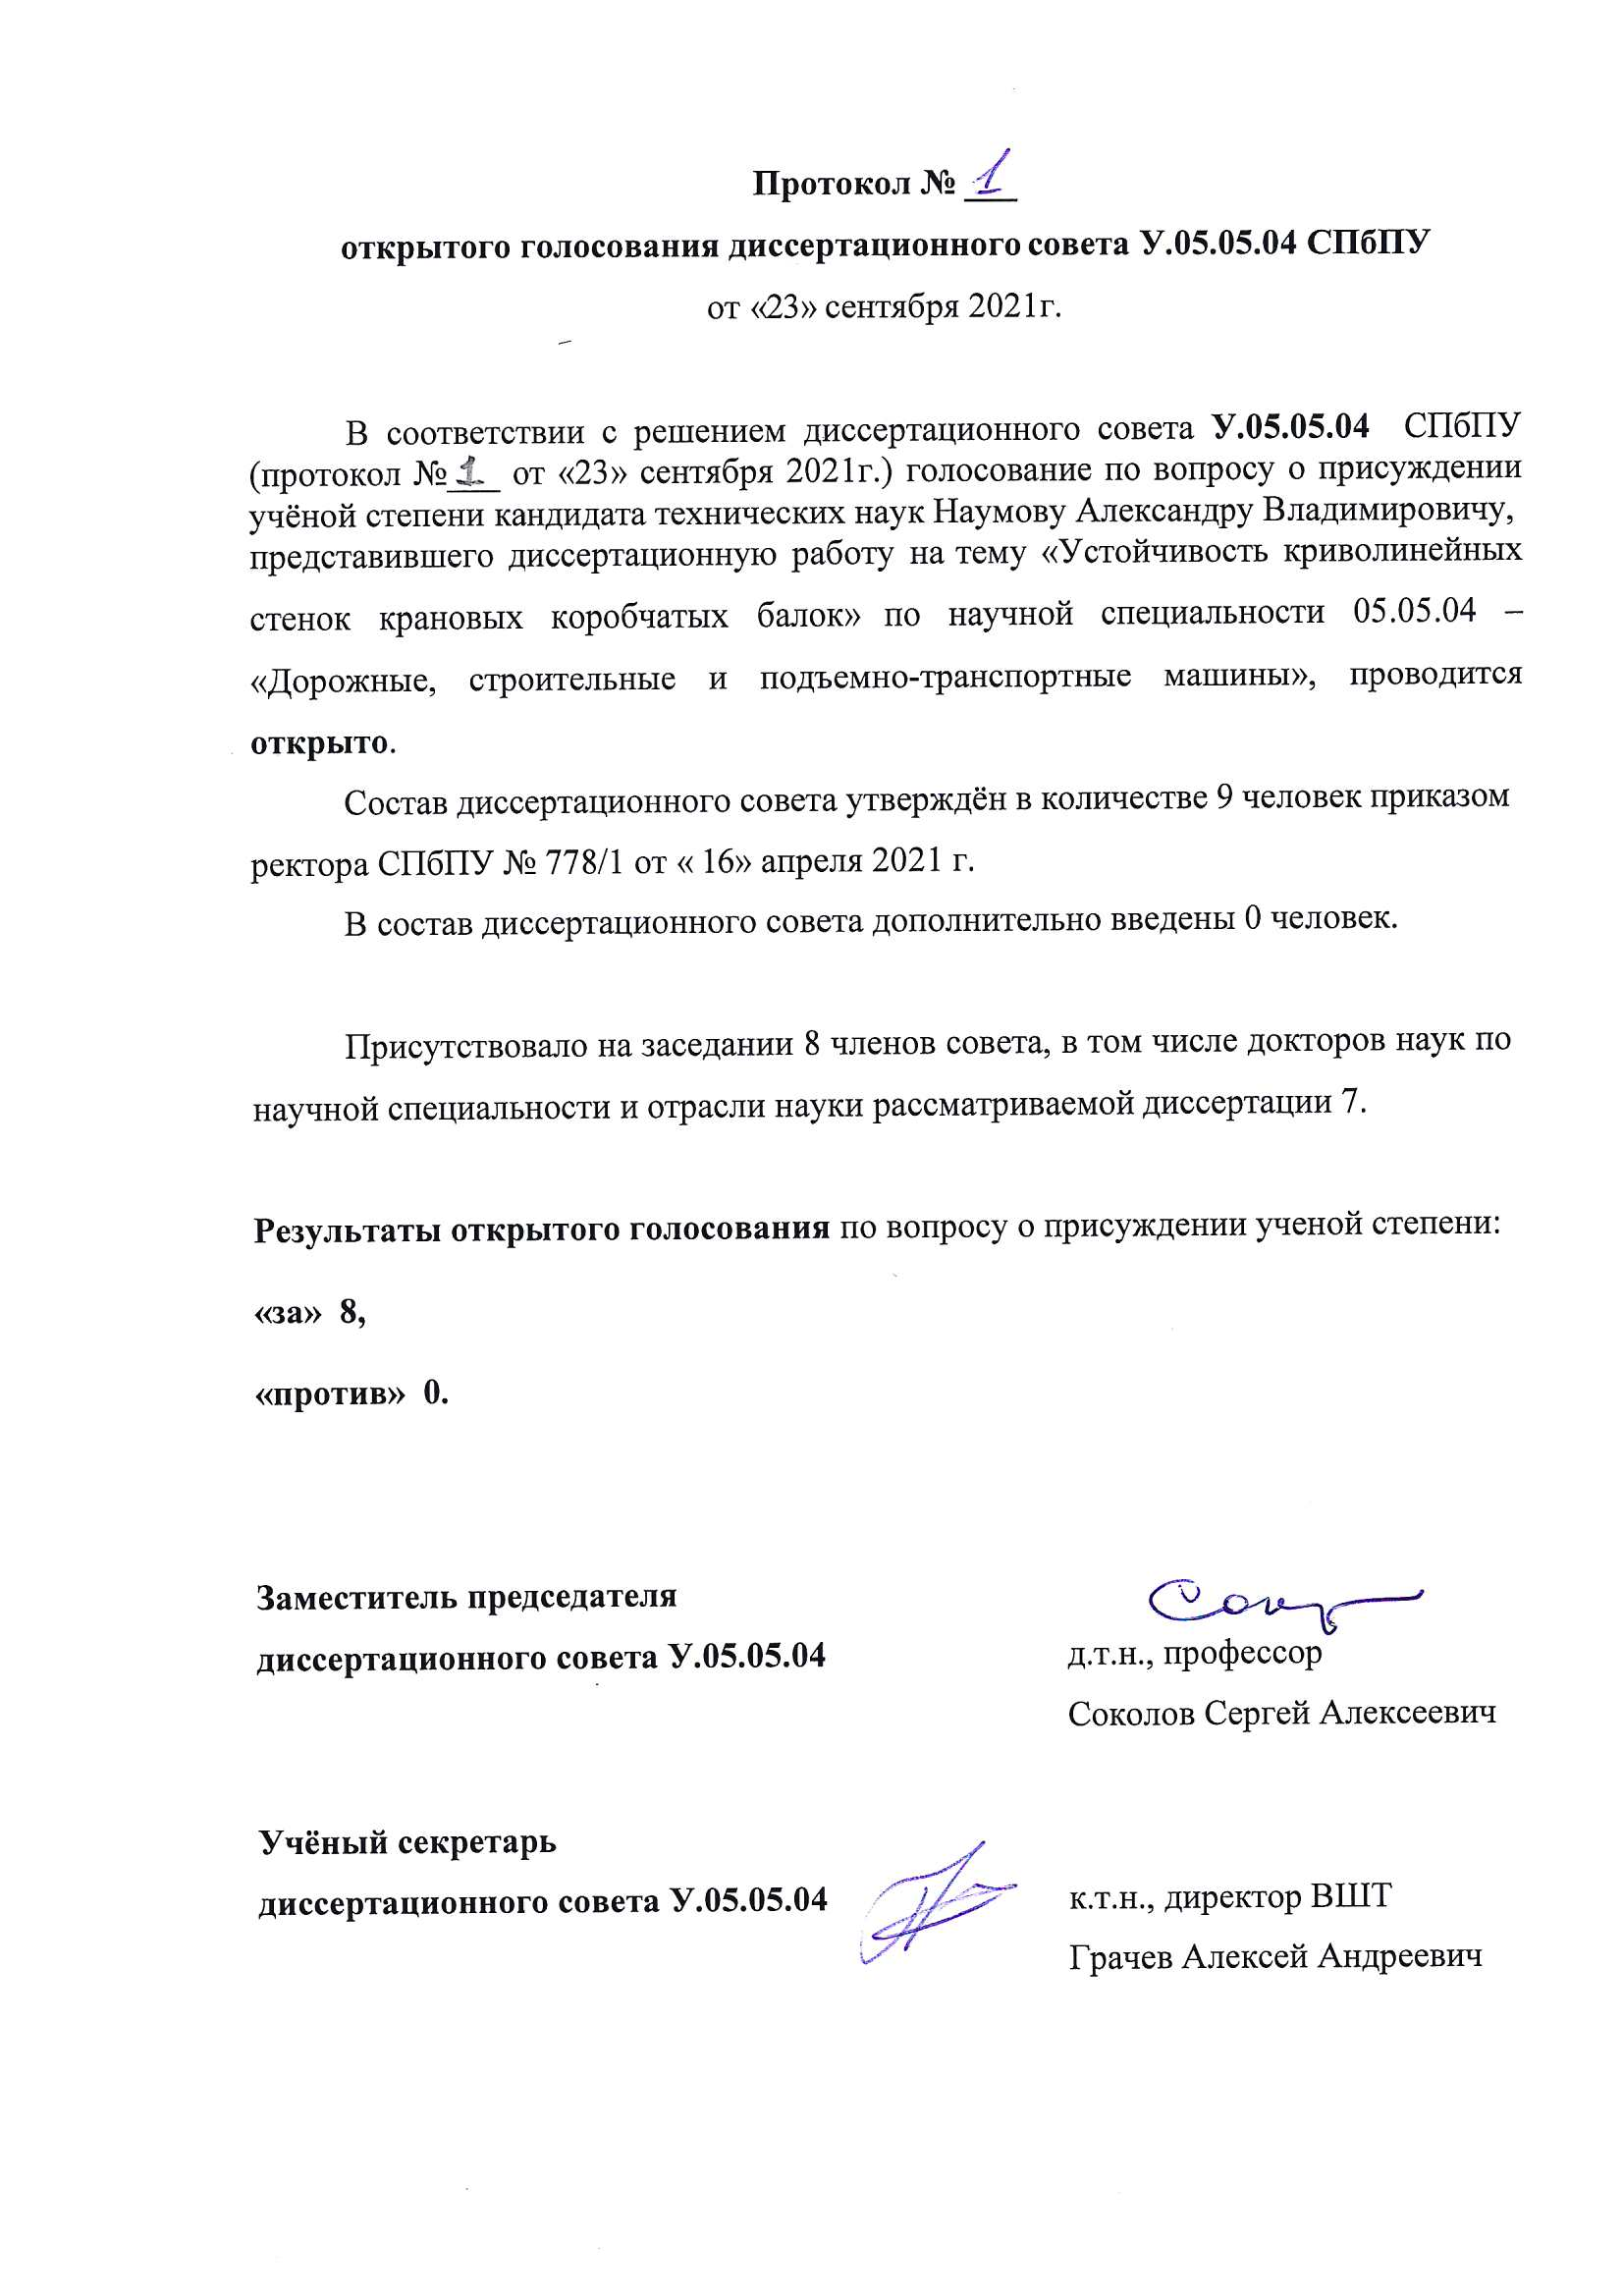 Протокол № 1
открытого голосования диссертационного совета У.05.05.04 СПбПУ
от «23» сентября 2021г.
В соответствии с решением диссертационного совета У.05.05.04 СПбПУ
(протокол № 1 от «23» сентября 2021г.) голосование по вопросу о присуждении
учёной степени кандидата технических наук Наумову Александру Владимировичу,
представившего диссертационную работу на тему «Устойчивость криволинейных
стенок крановых коробчатых балок» по научной специальности 05.05.04 –
«Дорожные, строительные и подъемно-транспортные машины», проводится
открыто.
Состав диссертационного совета утверждён в количестве 9 человек приказом
ректора СПбПУ № 778/1 от « 16» апреля 2021 г.
В состав диссертационного совета дополнительно введены 0 человек.
Присутствовало на заседании 8 членов совета, в том числе докторов наук по
научной специальности и отрасли науки рассматриваемой диссертации 7.
Результаты открытого голосования по вопросу о присуждении ученой степени:
«за» 8,
«против» 0.
Заместитель председателя
диссертационного совета У.05.05.04
д.т.н., профессор
Соколов Сергей Алексеевич
Учёный секретарь
диссертационного совета У.05.05.04
к.т.н., директор ВШТ
Грачев Алексей Андреевич